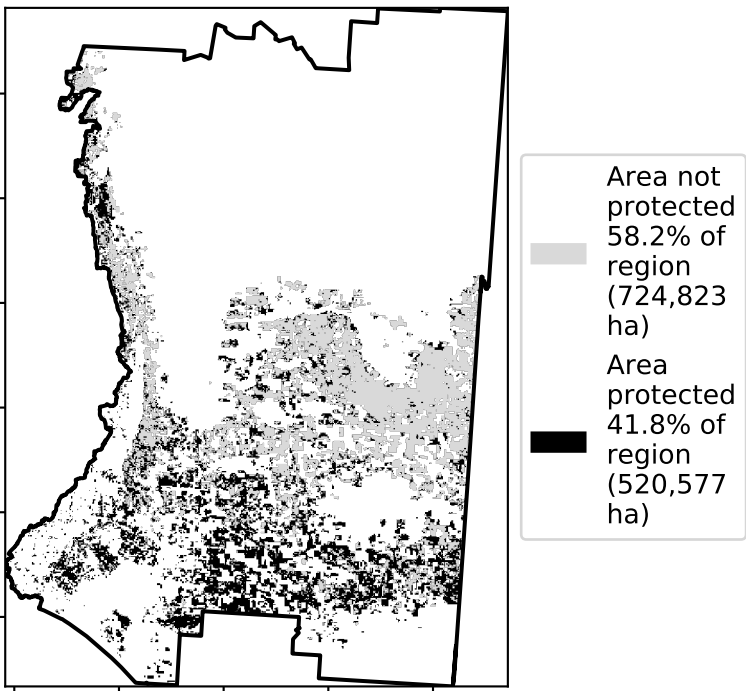 Area not
protected
58.2% of
region
(724,823
ha)
Area
protected
41.8% of
region
(520,577
ha)